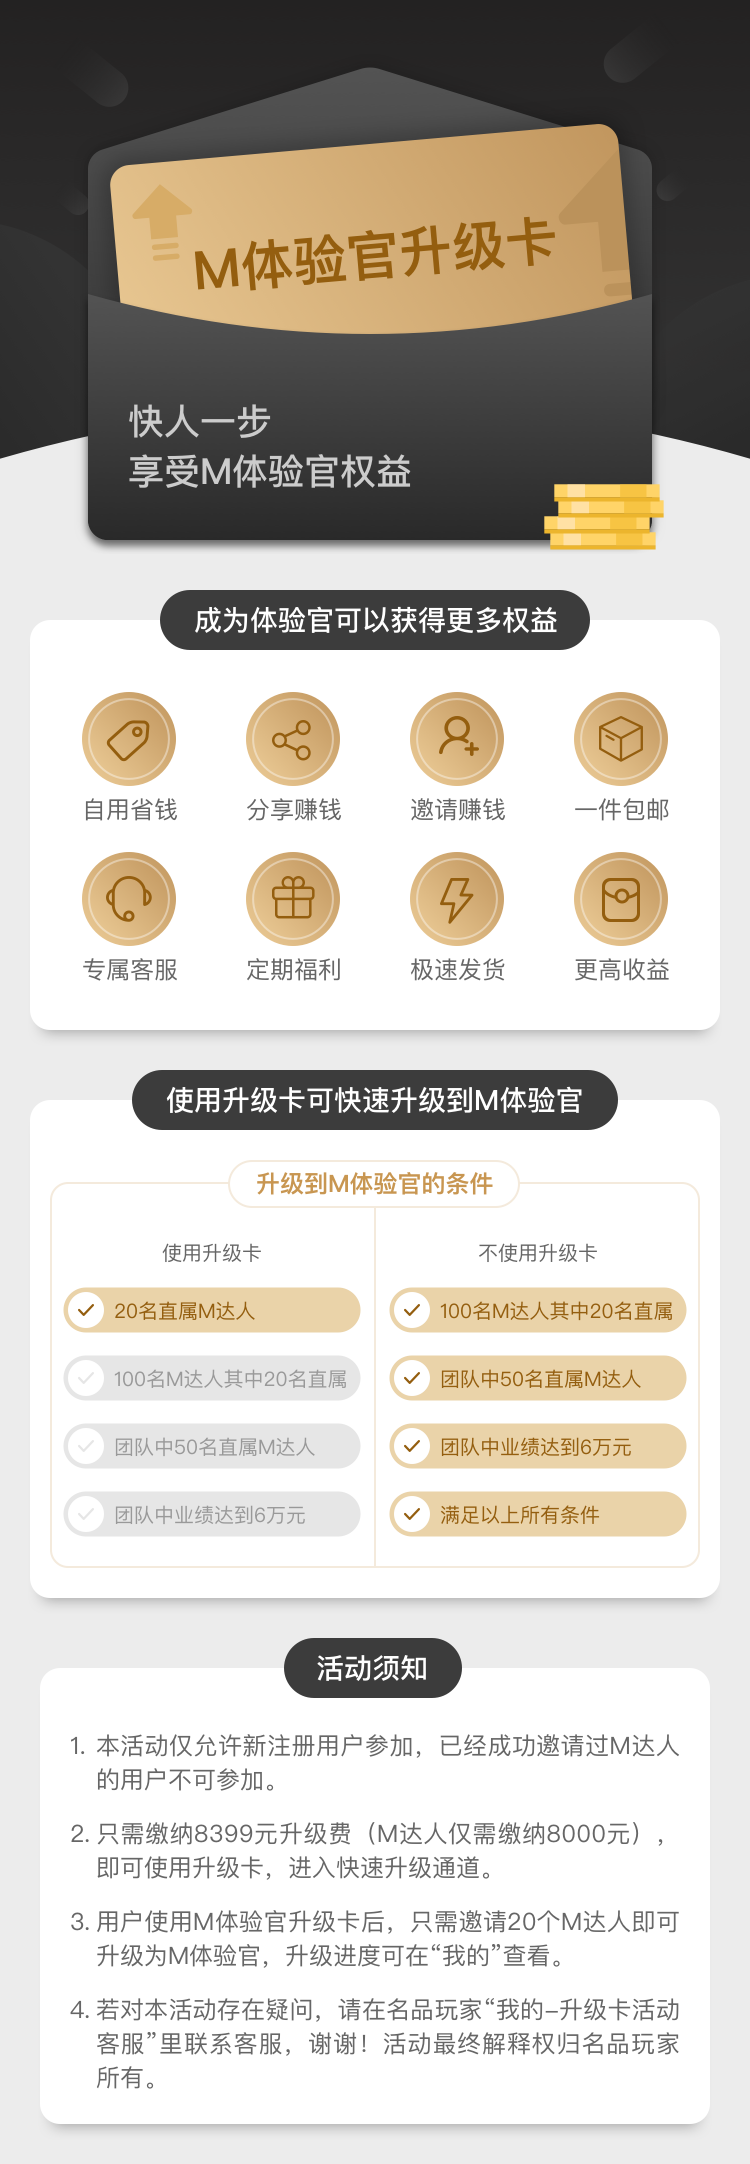 M体验官升级卡
快人一步
享受M体验官权益
成为体验官可以获得更多权益
自用省钱 分享赚钱 邀请赚钱 一件包邮
专属客服 定期福利 极速发货 更高收益
使用升级卡可快速升级到M体验官
升级到M体验官的条件
使用升级卡 不使用升级卡
20名直属M达人 100名M达人其中20名直属
100名M达人其中20名直属 团队中50名直属M达人
团队中50名直属M达人 团队中业绩达到6万元
团队中业绩达到6万元 满足以上所有条件
活动须知
1. 本活动仅允许新注册用户参加，已经成功邀请过M达人
的用户不可参加。
2. 只需缴纳8399元升级费（M达人仅需缴纳8000元），
即可使用升级卡，进入快速升级通道。
3. 用户使用M体验官升级卡后，只需邀请20个M达人即可
升级为M体验官，升级进度可在“我的”查看。
4. 若对本活动存在疑问，请在名品玩家“我的–升级卡活动
客服”里联系客服，谢谢！活动最终解释权归名品玩家
所有。